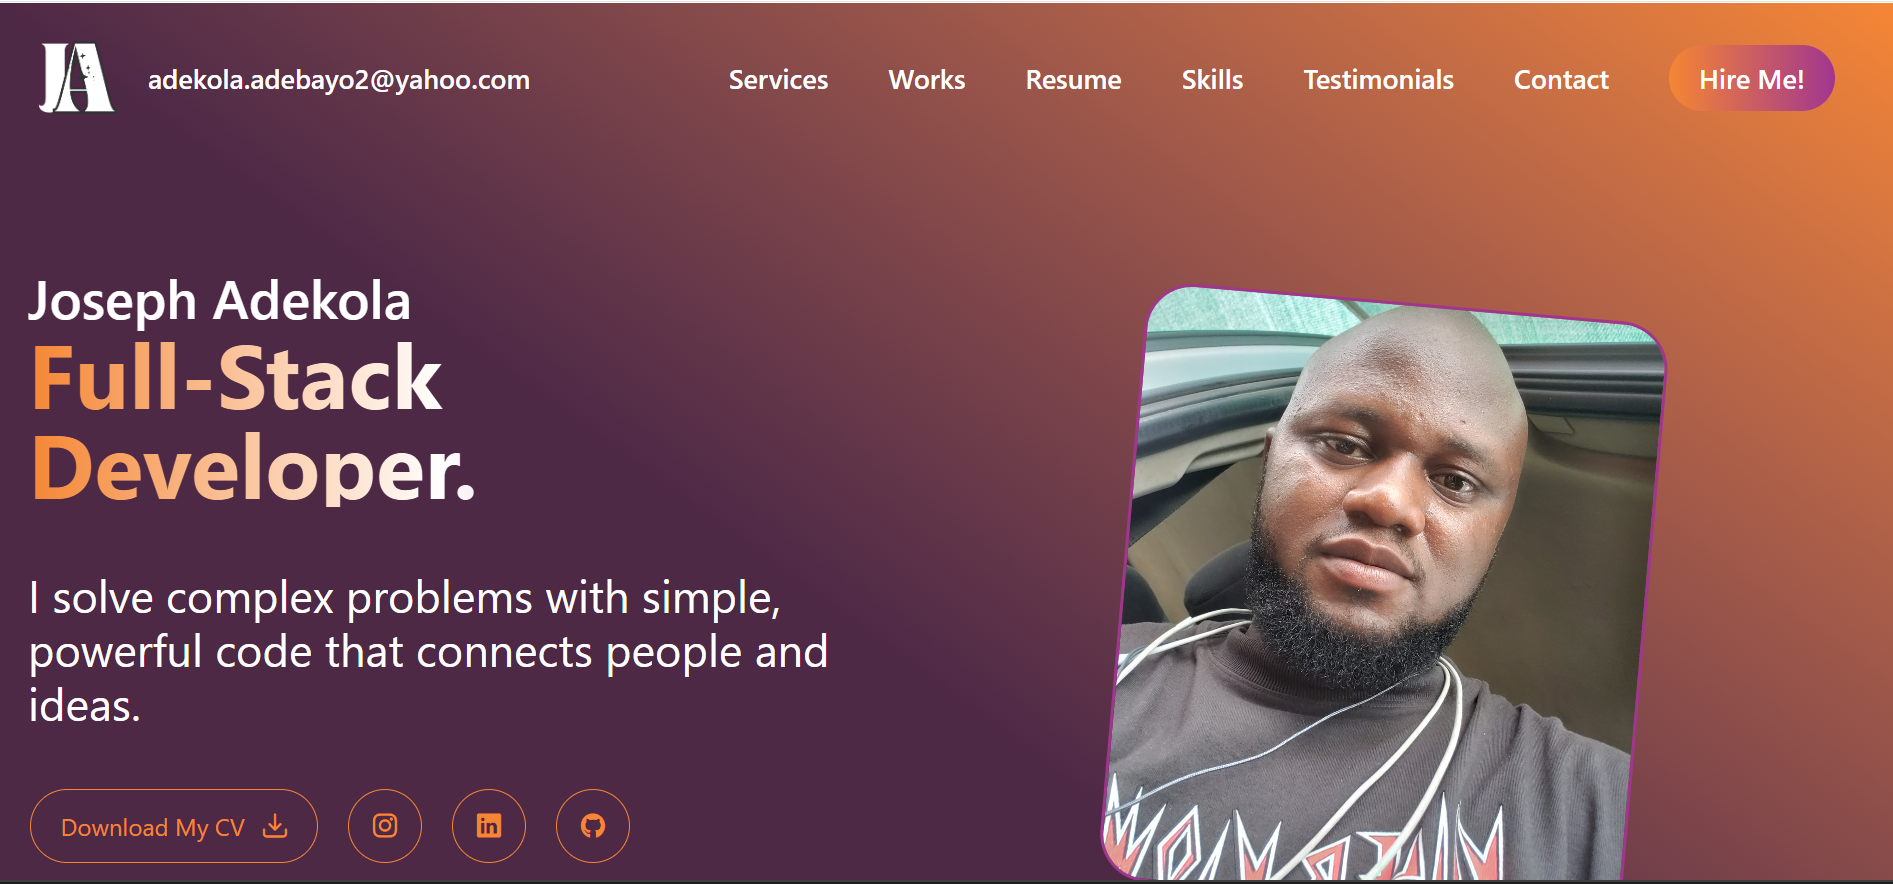 JA
adekola.adebayo2@yahoo.com
Services
Works
Resume
Skills
Testimonials
Contact
Hire Me!
Joseph Adekola
Full-Stack
Developer.
I solve complex problems with simple,
powerful code that connects people and
ideas.
Download My CV
in